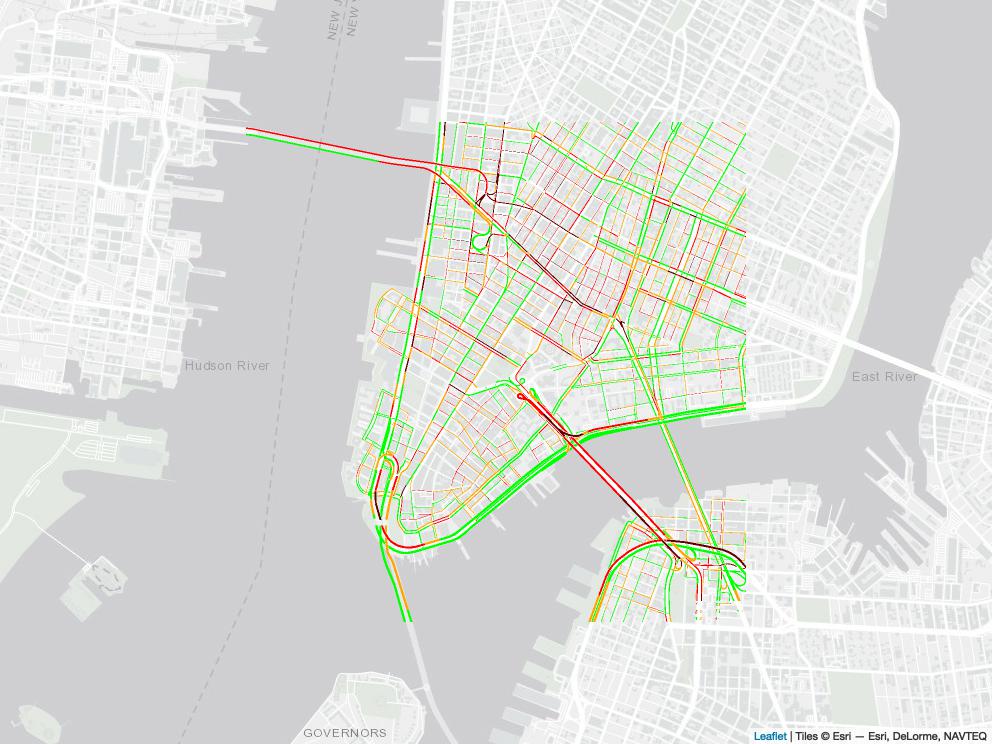 NEW J
NEW
Hudson River
East River
GOVERNORS
Leaflet | Tiles © Esri — Esri, DeLorme, NAVTEQ